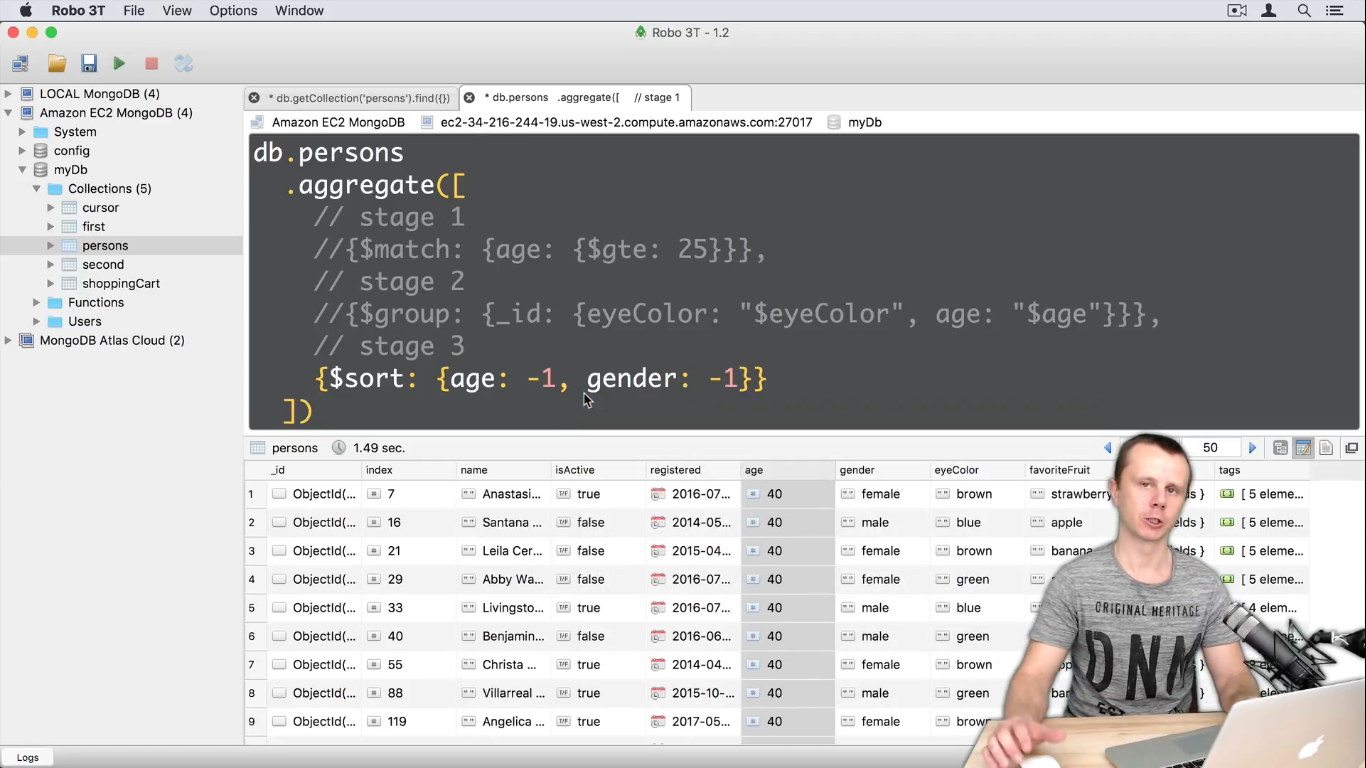 Robo 3T File View Options Window
Robo 3T - 1.2
LOCAL MongoDB (4)
Amazon EC2 MongoDB (4)
System
config
myDb
Collections (5)
cursor
first
persons
second
shoppingCart
Functions
Users
MongoDB Atlas Cloud (2)
* db.getCollection('persons').find({}) * db.persons .aggregate([ // stage 1
Amazon EC2 MongoDB ec2-34-216-244-19.us-west-2.compute.amazonaws.com:27017 myDb
db.persons
.aggregate([
// stage 1
//{$match: {age: {$gte: 25}}},
// stage 2
//{$group: {_id: {eyeColor: "$eyeColor", age: "$age"}}},
// stage 3
{$sort: {age: -1, gender: -1}}
])
persons 1.49 sec. 50
_id index name isActive registered age gender eyeColor favoriteFruit tags
1 ObjectId(... 7 Anastasi... true 2016-07... 40 female brown strawberry [ 5 eleme...
2 ObjectId(... 16 Santana ... false 2014-05... 40 male blue apple [ 5 eleme...
3 ObjectId(... 21 Leila Cer... false 2015-04... 40 female brown banana [ 5 eleme...
4 ObjectId(... 29 Abby Wa... false 2016-07... 40 female green [ 5 eleme...
5 ObjectId(... 33 Livingsto... true 2016-07... 40 male blue [ 4 elem...
6 ObjectId(... 40 Benjamin... false 2016-06... 40 male green
7 ObjectId(... 55 Christa ... true 2014-04... 40 female brown
8 ObjectId(... 88 Villarreal ... true 2015-10-... 40 male green
9 ObjectId(... 119 Angelica ... true 2017-05... 40 female brown
ORIGINAL HERITAGE
DNM
Logs